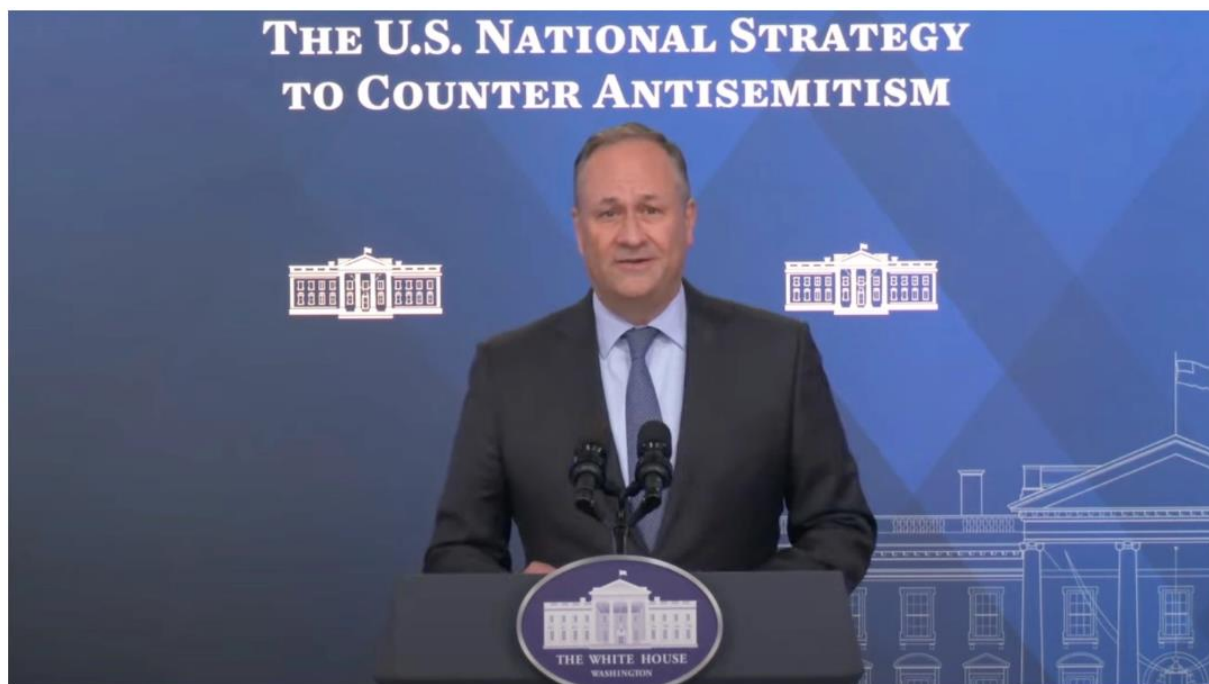 THE U.S. NATIONAL STRATEGY
TO COUNTER ANTISEMITISM
THE WHITE HOUSE
WASHINGTON